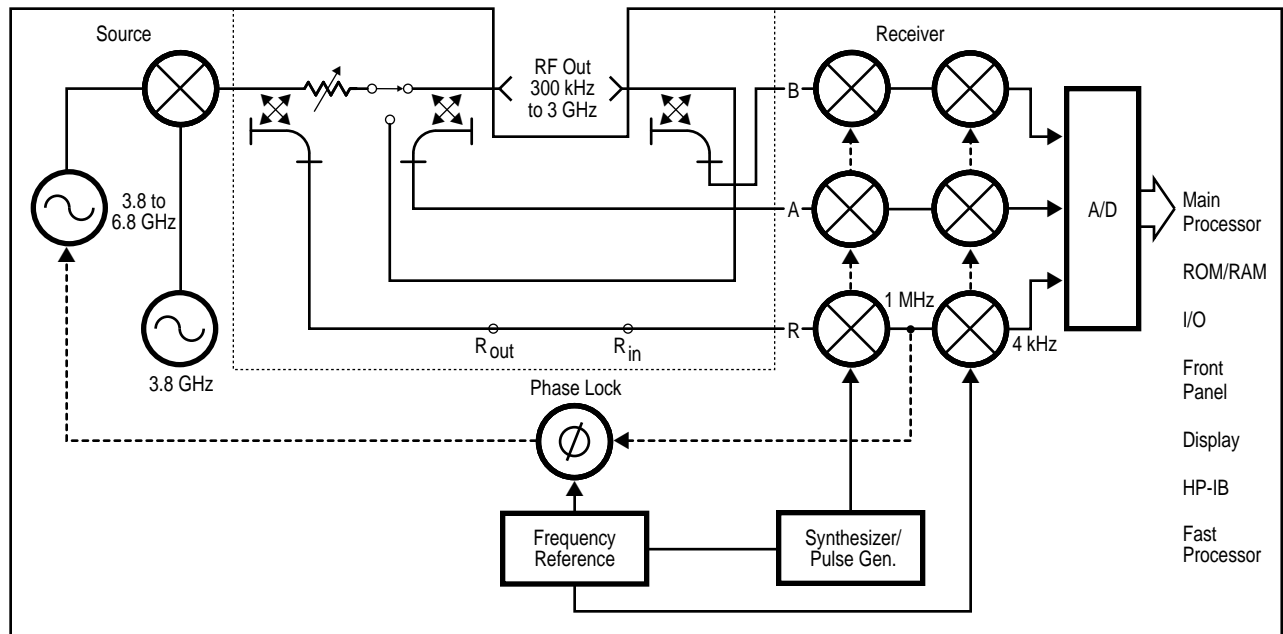 Source
Receiver
RF Out
300 kHz
to 3 GHz
B
3.8 to
6.8 GHz
A
A/D
Main
Processor
ROM/RAM
I/O
Front
Panel
Display
HP-IB
Fast
Processor
1 MHz
R
4 kHz
Rout
Rin
3.8 GHz
Phase Lock
ϕ
Frequency
Reference
Synthesizer/
Pulse Gen.